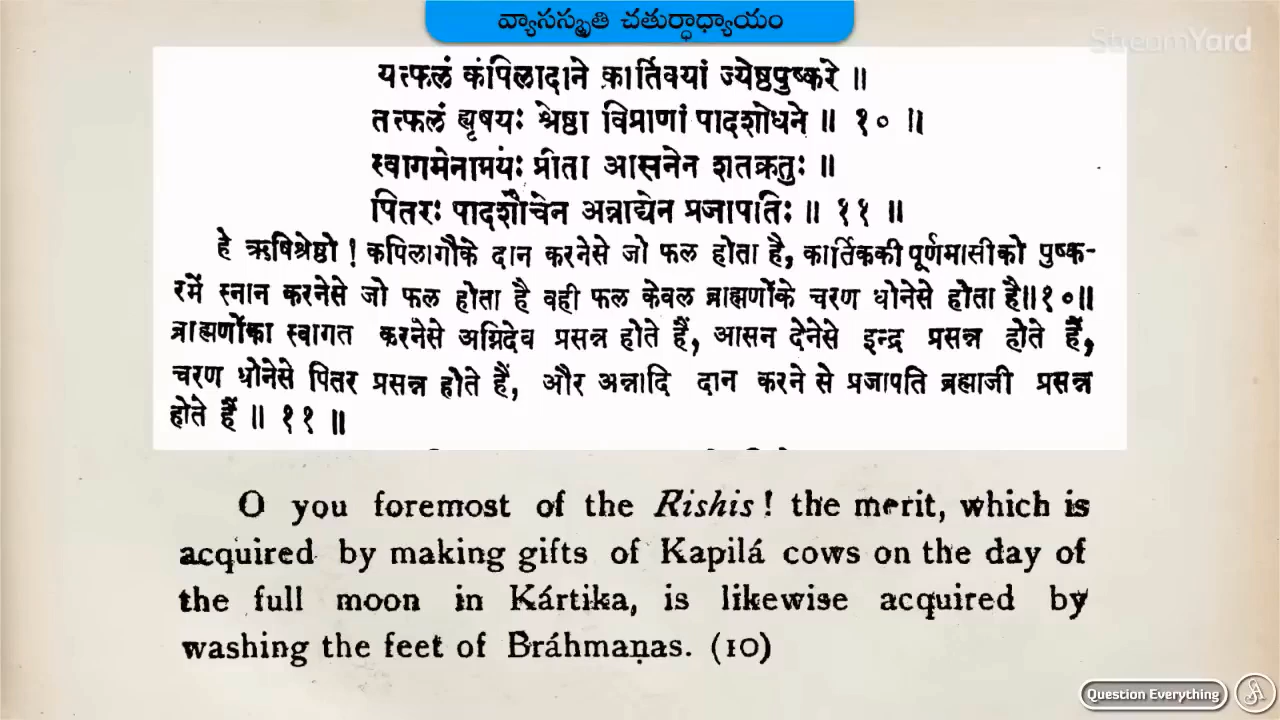 వ్యాసస్మృతి చతుర్ధాధ్యాయం
StreamYard
यत्फलं कंपिलादाने कार्तिक्यां ज्येष्ठपुष्करे ॥
तत्फलं ह्यृषयः श्रेष्ठा विप्राणां पादशोधने ॥ १० ॥
स्वागमेनामयंः प्रीता आसनेन शतक्रतुः ॥
पितरः पादशौचेन अन्नाद्येन प्रजापतिः ॥ ११ ॥
हे ऋषिश्रेष्ठो ! कपिलागौके दान करनेसे जो फल होता है, कार्तिककी पूर्णमासीको पुष्क-
रमें स्नान करनेसे जो फल होता है वही फल केवल ब्राह्मणोंके चरण धोनेसे होता है॥१०॥
ब्राह्मणोंका स्वागत करनेसे अग्निदेव प्रसन्न होते हैं, आसन देनेसे इन्द्र प्रसन्न होते हैं,
चरण धोनेसे पितर प्रसन्न होते हैं, और अन्नादि दान करने से प्रजापति ब्रह्माजी प्रसन्न
होते हैं ॥ ११ ॥
O you foremost of the Rishis! the merit, which is
acquired by making gifts of Kapilá cows on the day of
the full moon in Kártika, is likewise acquired by
washing the feet of Bráhmaṇas. (10)
Question Everything